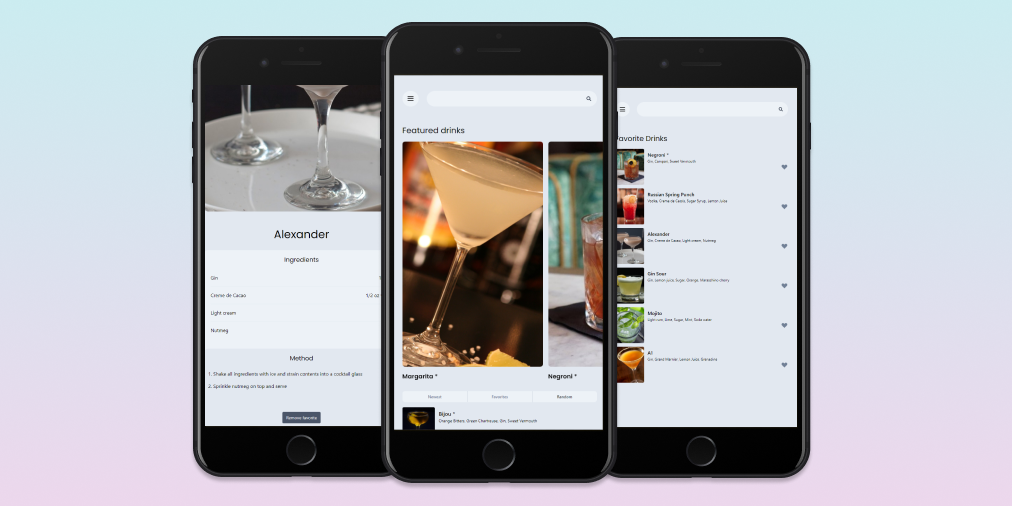 Alexander
Ingredients
Gin
Creme de Cacao 1/2 oz
Light cream
Nutmeg
Method
1. Shake all ingredients with ice and strain contents into a cocktail glass
2. Sprinkle nutmeg on top and serve
Remove favorite
Featured drinks
Margarita *
Negroni *
Newest
Favorites
Random
Bijou *
Orange Bitters, Green Chartreuse, Gin, Sweet Vermouth
avorite Drinks
Negroni *
Gin, Campari, Sweet Vermouth
Russian Spring Punch
Vodka, Creme de Cassis, Sugar Syrup, Lemon Juice
Alexander
Gin, Creme de Cacao, Light cream, Nutmeg
Gin Sour
Gin, Lemon juice, Sugar, Orange, Maraschino cherry
Mojito
Light rum, Lime, Sugar, Mint, Soda water
A1
Gin, Grand Marnier, Lemon Juice, Grenadine